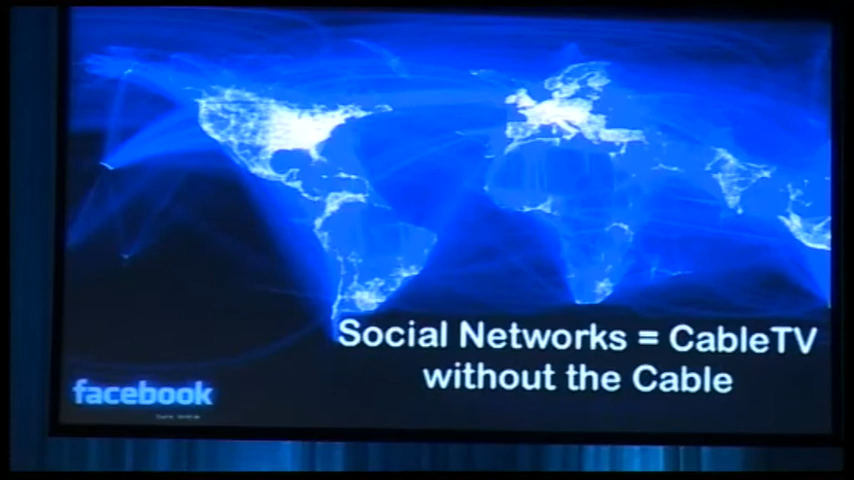 Social Networks = CableTV
without the Cable
facebook